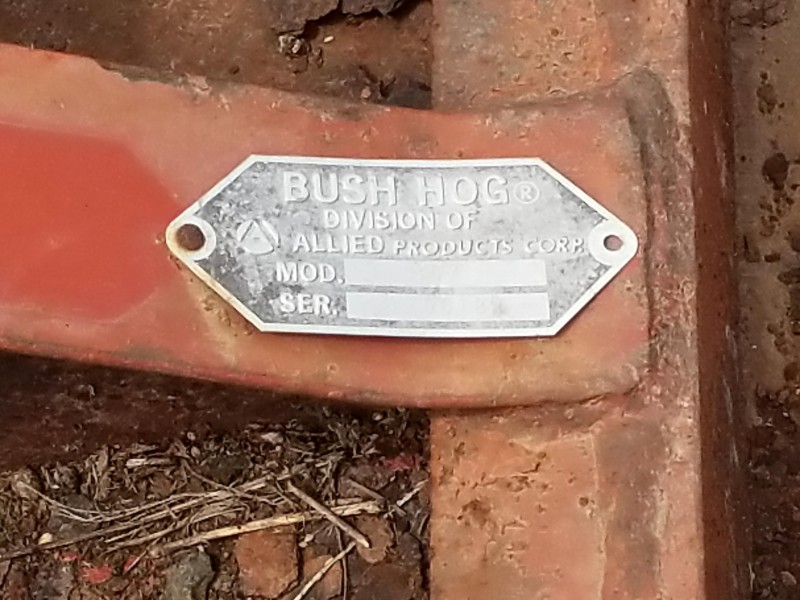 BUSH HOG®
DIVISION OF
ALLIED PRODUCTS CORP.
MOD.
SER.